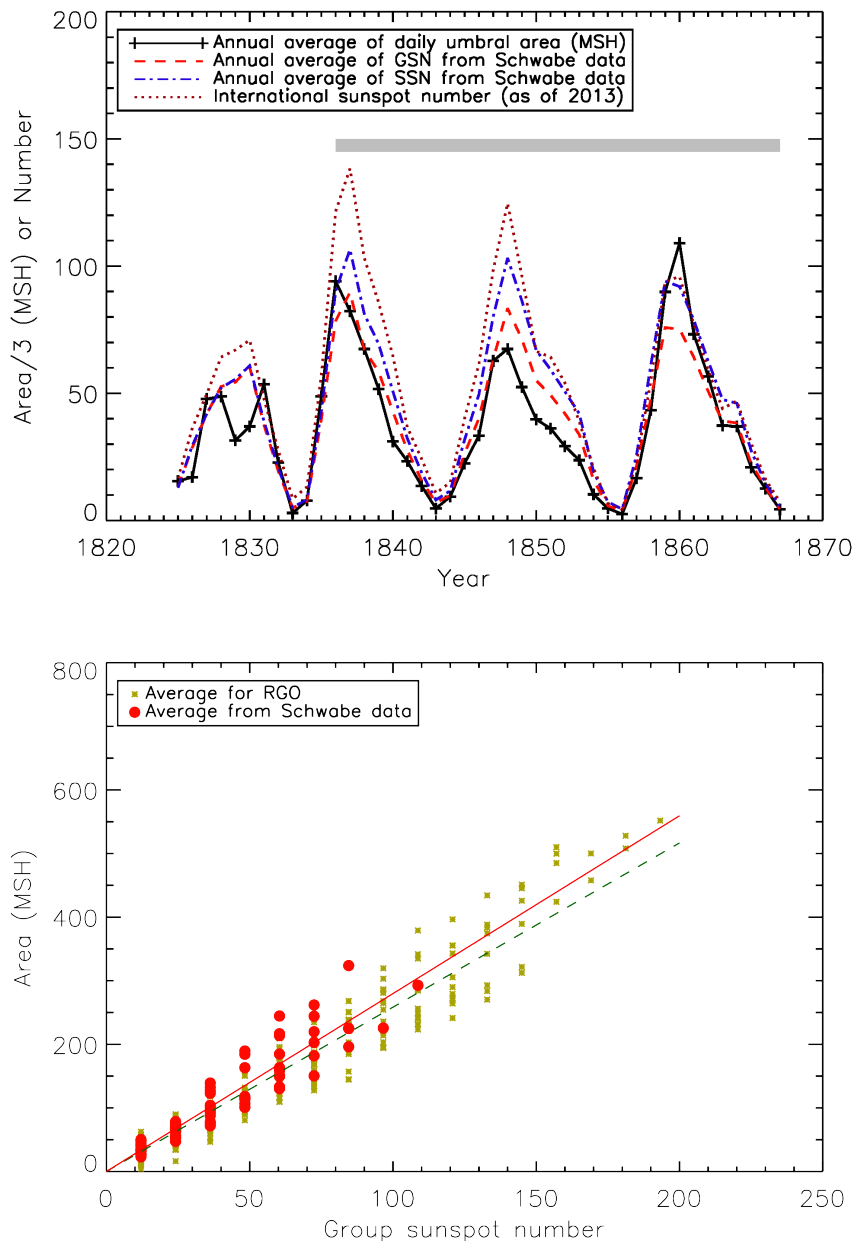 200
150
100
50
0
Area/3 (MSH) or Number
Annual average of daily umbral area (MSH)
Annual average of GSN from Schwabe data
Annual average of SSN from Schwabe data
International sunspot number (as of 2013)
1820 1830 1840 1850 1860 1870
Year
800
600
400
200
0
Area (MSH)
Average for RGO
Average from Schwabe data
0 50 100 150 200 250
Group sunspot number